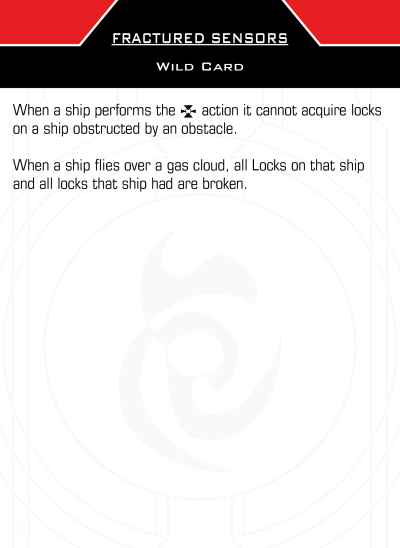 FRACTURED SENSORS
WILD CARD
When a ship performs the action it cannot acquire locks
on a ship obstructed by an obstacle.
When a ship flies over a gas cloud, all Locks on that ship
and all locks that ship had are broken.